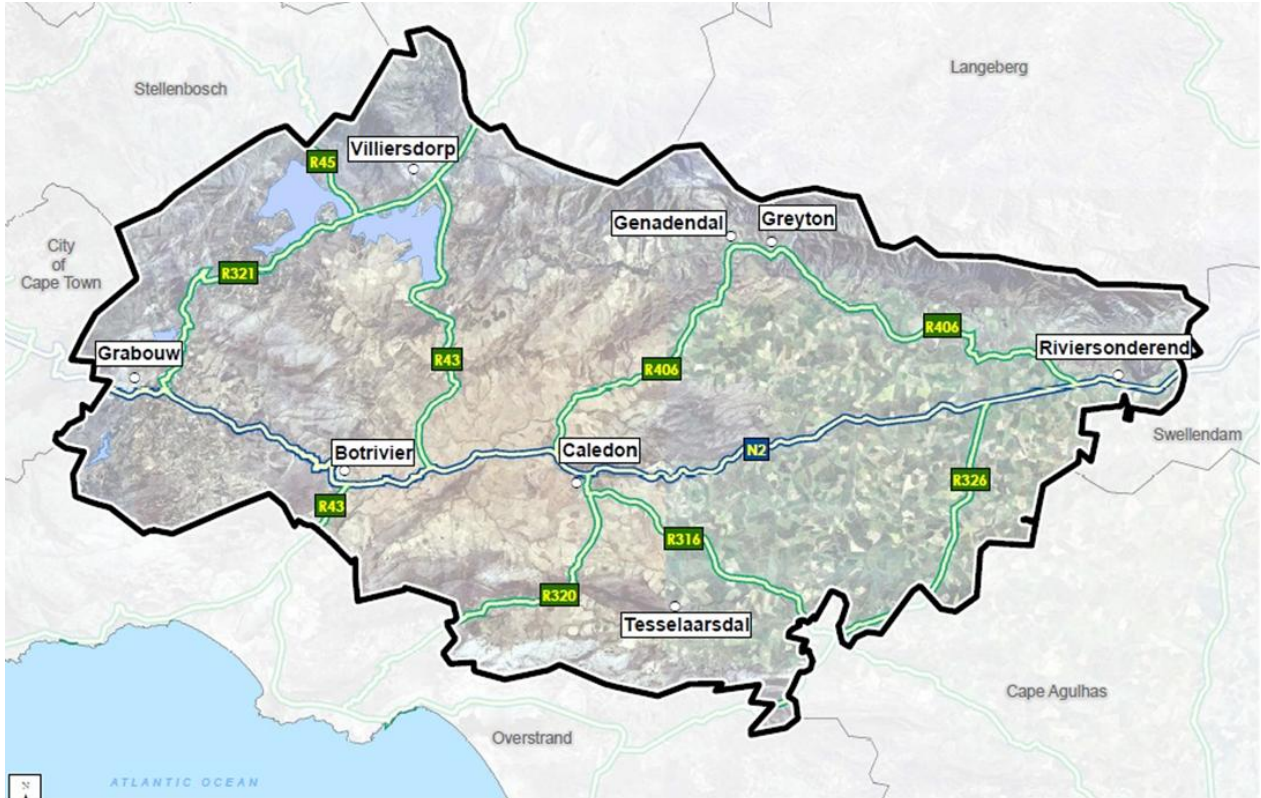 Langeberg
Stellenbosch
Villiersdorp
R45
Genadendal
Greyton
City
of
Cape Town
R321
R406
Grabouw
R43
R406
Riviersonderend
Botrivier
Caledon
N2
Swellendam
R43
R326
R316
R320
Tesselaarsdal
Cape Agulhas
Overstrand
ATLANTIC OCEAN
N